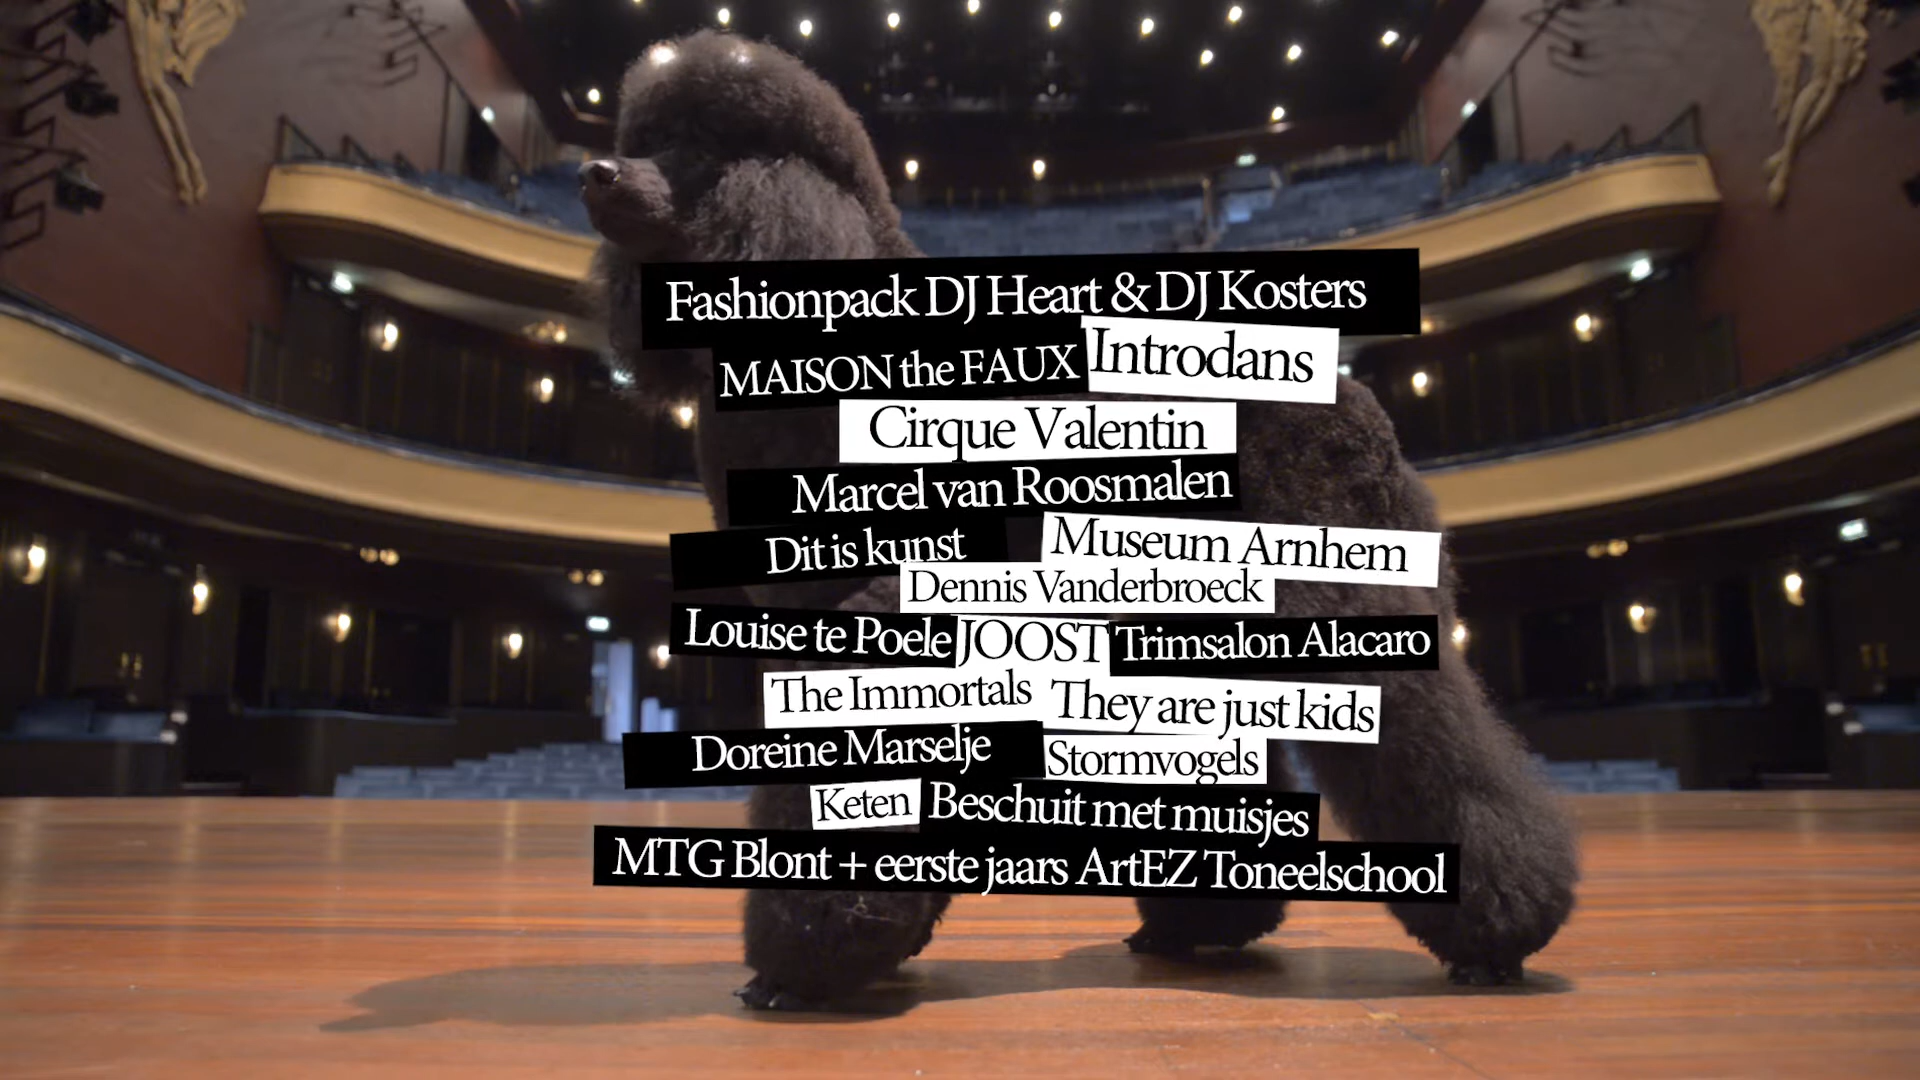 Fashionpack DJ Heart & DJ Kosters
MAISON the FAUX Introdans
Cirque Valentin
Marcel van Roosmalen
Dit is kunst Museum Arnhem
Dennis Vanderbroeck
Louise te Poele JOOST Trimsalon Alacaro
The Immortals They are just kids
Doreine Marselje Stormvogels
Keten Beschuit met muisjes
MTG Blont + eerste jaars ArtEZ Toneelschool